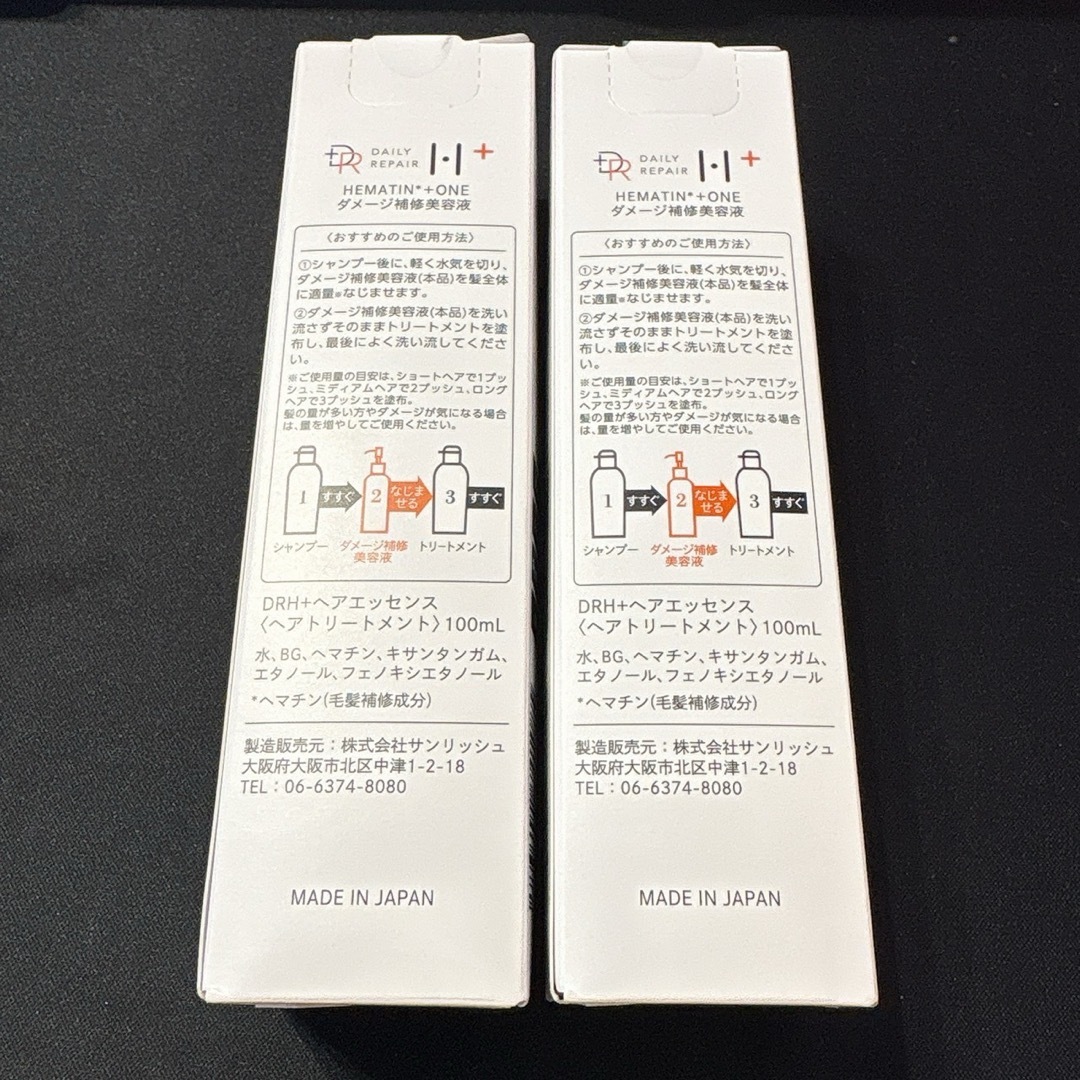 DR DAILY REPAIR H+
HEMATIN*+ONE
ダメージ補修美容液
〈おすすめのご使用方法〉
①シャンプー後に、軽く水気を切り、
ダメージ補修美容液(本品)を髪全体
に適量※なじませます。
②ダメージ補修美容液(本品)を洗い
流さずそのままトリートメントを塗
布し、最後によく洗い流してくださ
い。
※ご使用量の目安は、ショートヘアで1プッ
シュ、ミディアムヘアで2プッシュ、ロング
ヘアで3プッシュを塗布。
髪の量が多い方やダメージが気になる場合
は、量を増やしてご使用ください。
1 すすぐ 2 なじま
せる 3 すすぐ
シャンプー ダメージ補修
美容液 トリートメント
DRH+ヘアエッセンス
〈ヘアトリートメント〉100mL
水、BG、ヘマチン、キサンタンガム、
エタノール、フェノキシエタノール
*ヘマチン(毛髪補修成分)
製造販売元：株式会社サンリッシュ
大阪府大阪市北区中津1-2-18
TEL：06-6374-8080
MADE IN JAPAN
DR DAILY REPAIR H+
HEMATIN*+ONE
ダメージ補修美容液
〈おすすめのご使用方法〉
①シャンプー後に、軽く水気を切り、
ダメージ補修美容液(本品)を髪全体
に適量※なじませます。
②ダメージ補修美容液(本品)を洗い
流さずそのままトリートメントを塗
布し、最後によく洗い流してくださ
い。
※ご使用量の目安は、ショートヘアで1プッ
シュ、ミディアムヘアで2プッシュ、ロング
ヘアで3プッシュを塗布。
髪の量が多い方やダメージが気になる場合
は、量を増やしてご使用ください。
1 すすぐ 2 なじま
せる 3 すすぐ
シャンプー ダメージ補修
美容液 トリートメント
DRH+ヘアエッセンス
〈ヘアトリートメント〉100mL
水、BG、ヘマチン、キサンタンガム、
エタノール、フェノキシエタノール
*ヘマチン(毛髪補修成分)
製造販売元：株式会社サンリッシュ
大阪府大阪市北区中津1-2-18
TEL：06-6374-8080
MADE IN JAPAN